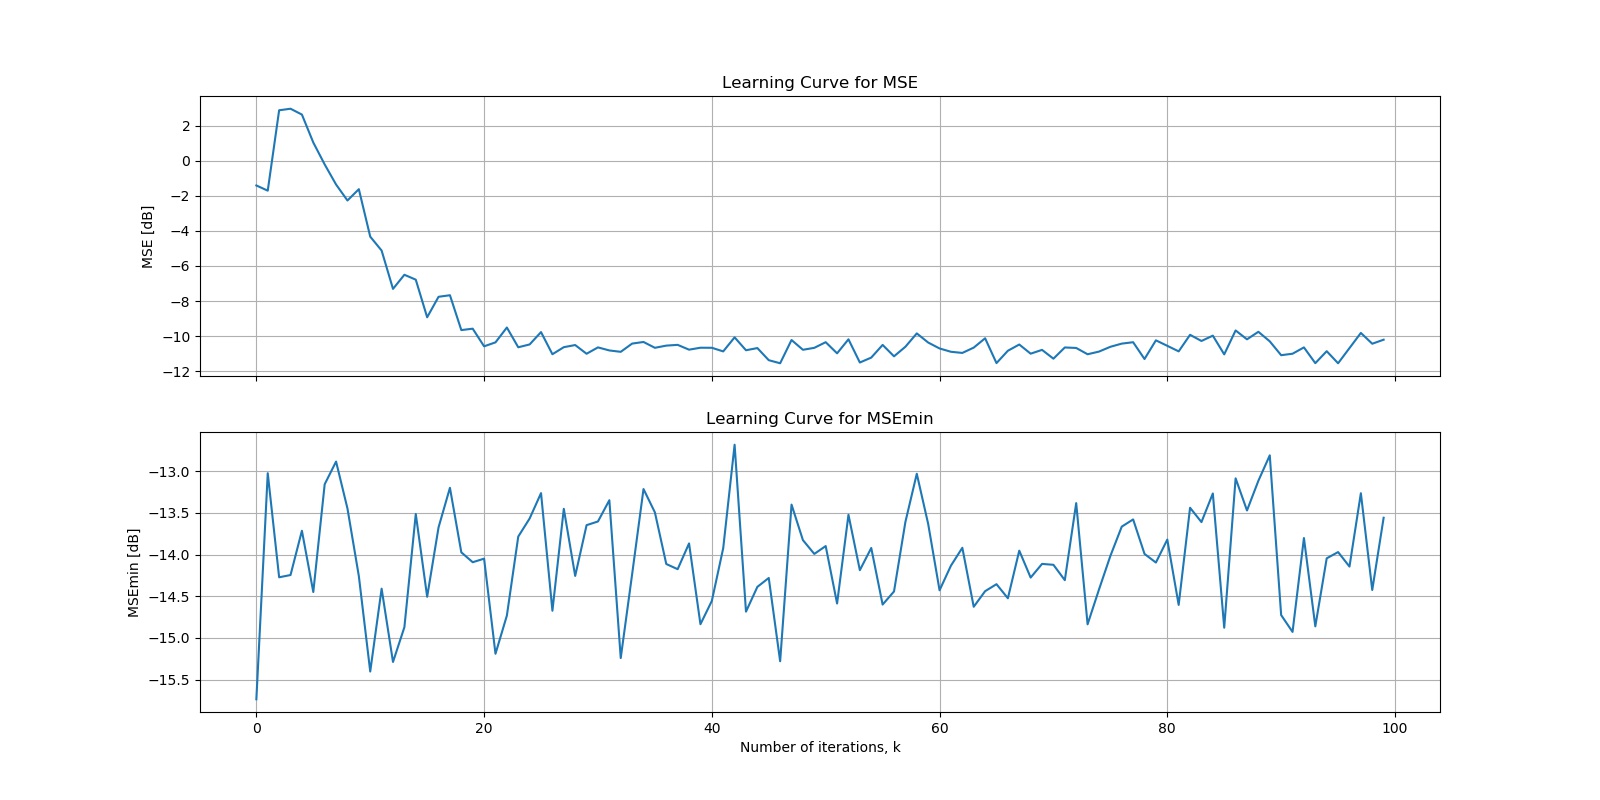 Learning Curve for MSE
MSE [dB]
2
0
−2
−4
−6
−8
−10
−12
Learning Curve for MSEmin
MSEmin [dB]
−13.0
−13.5
−14.0
−14.5
−15.0
−15.5
0 20 40 60 80 100
Number of iterations, k